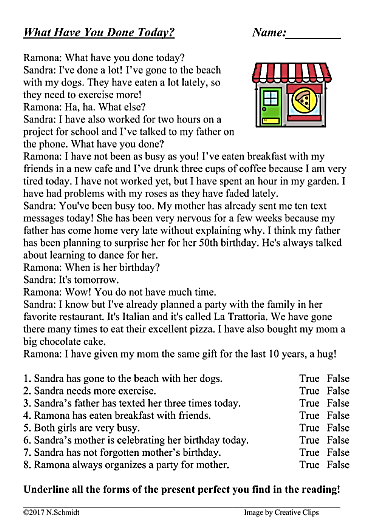 What Have You Done Today? Name:_________
Ramona: What have you done today?
Sandra: I've done a lot! I've gone to the beach
with my dogs. They have eaten a lot lately, so
they need to exercise more!
Ramona: Ha, ha. What else?
Sandra: I have also worked for two hours on a
project for school and I've talked to my father on
the phone. What have you done?
Ramona: I have not been as busy as you! I've eaten breakfast with my
friends in a new cafe and I've drunk three cups of coffee because I am very
tired today. I have not worked yet, but I have spent an hour in my garden. I
have had problems with my roses as they have faded lately.
Sandra: You've been busy too. My mother has already sent me ten text
messages today! She has been very nervous for a few weeks because my
father has come home very late without explaining why. I think my father
has been planning to surprise her for her 50th birthday. He's always talked
about learning to dance for her.
Ramona: When is her birthday?
Sandra: It's tomorrow.
Ramona: Wow! You do not have much time.
Sandra: I know but I've already planned a party with the family in her
favorite restaurant. It's Italian and it's called La Trattoria. We have gone
there many times to eat their excellent pizza. I have also bought my mom a
big chocolate cake.
Ramona: I have given my mom the same gift for the last 10 years, a hug!
1. Sandra has gone to the beach with her dogs. True False
2. Sandra needs more exercise. True False
3. Sandra's father has texted her three times today. True False
4. Ramona has eaten breakfast with friends. True False
5. Both girls are very busy. True False
6. Sandra's mother is celebrating her birthday today. True False
7. Sandra has not forgotten mother's birthday. True False
8. Ramona always organizes a party for mother. True False
Underline all the forms of the present perfect you find in the reading!
©2017 N.Schmidt Image by Creative Clips